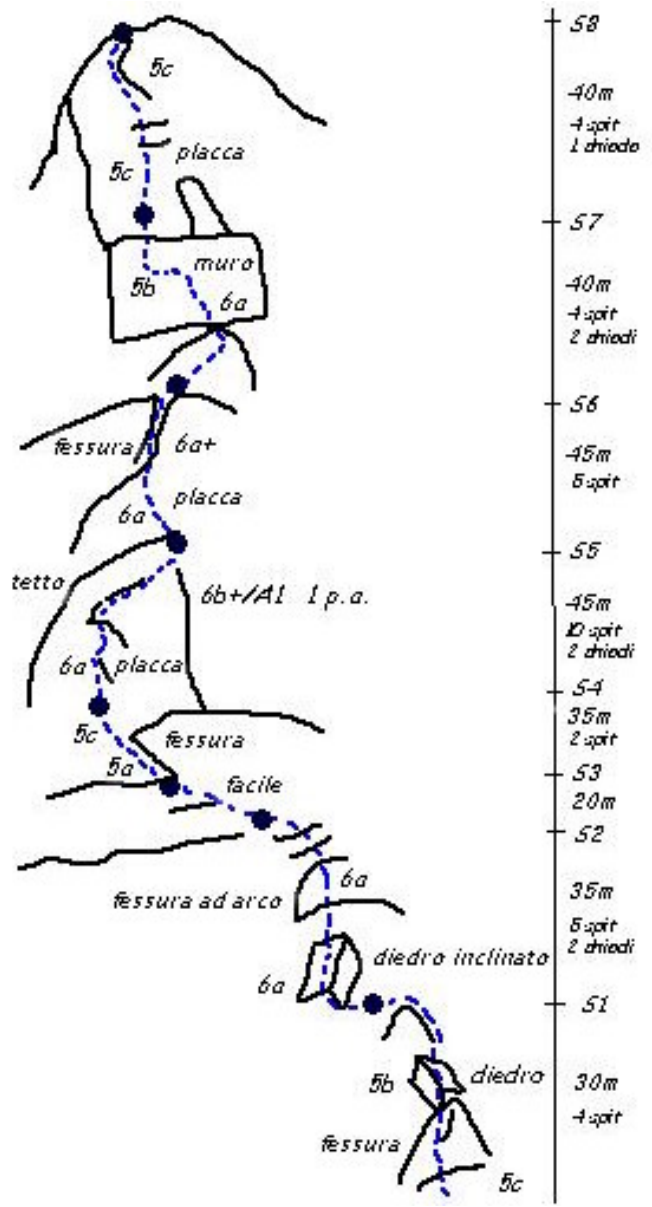 S8
5c
40m
4 spit
1 chiodo
placca
5c
S7
muro
5b
6a
40m
4 spit
2 chiodi
S6
fessura
6a+
45m
5 spit
placca
6a
S5
tetto
6b+/A1 1 p.a.
45m
10 spit
2 chiodi
6a
placca
S4
35m
2 spit
5c
fessura
5a
S3
facile
20m
S2
6a
fessura ad arco
35m
5 spit
2 chiodi
diedro inclinato
6a
S1
5b
diedro
30m
4 spit
fessura
5c